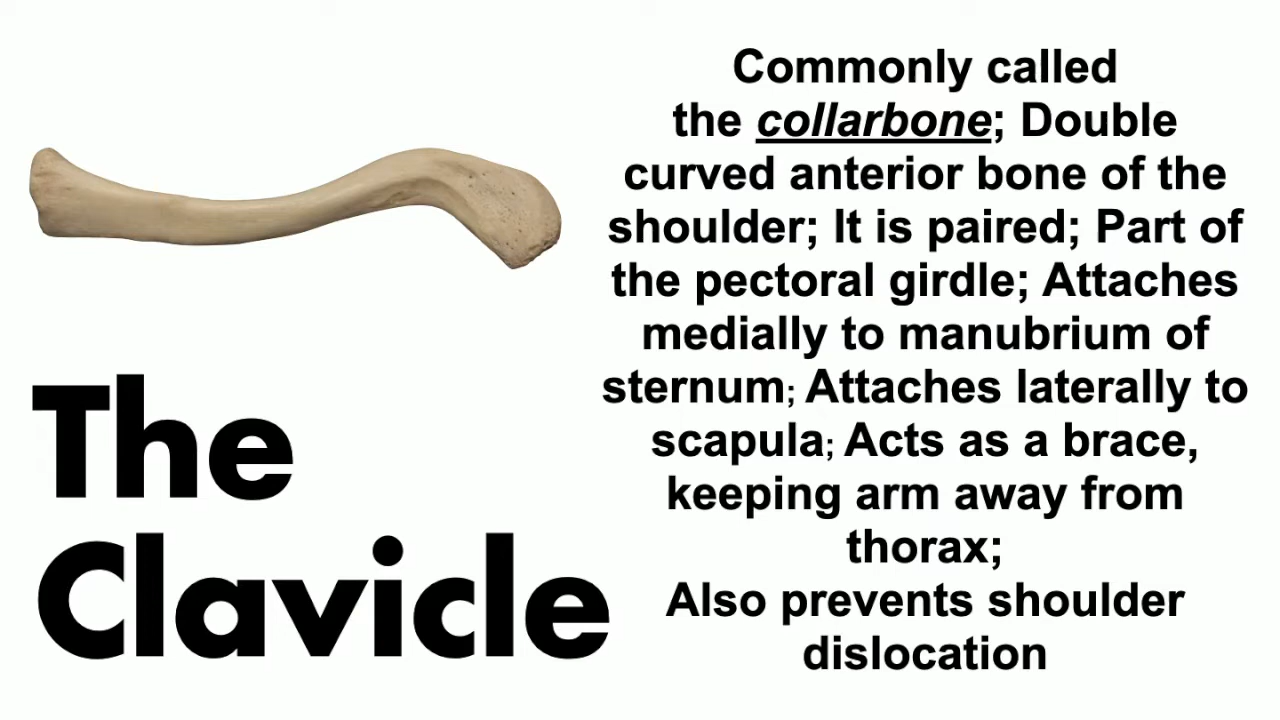 Commonly called
the collarbone; Double
curved anterior bone of the
shoulder; It is paired; Part of
the pectoral girdle; Attaches
medially to manubrium of
sternum; Attaches laterally to
scapula; Acts as a brace,
keeping arm away from
thorax;
Also prevents shoulder
dislocation
The
Clavicle